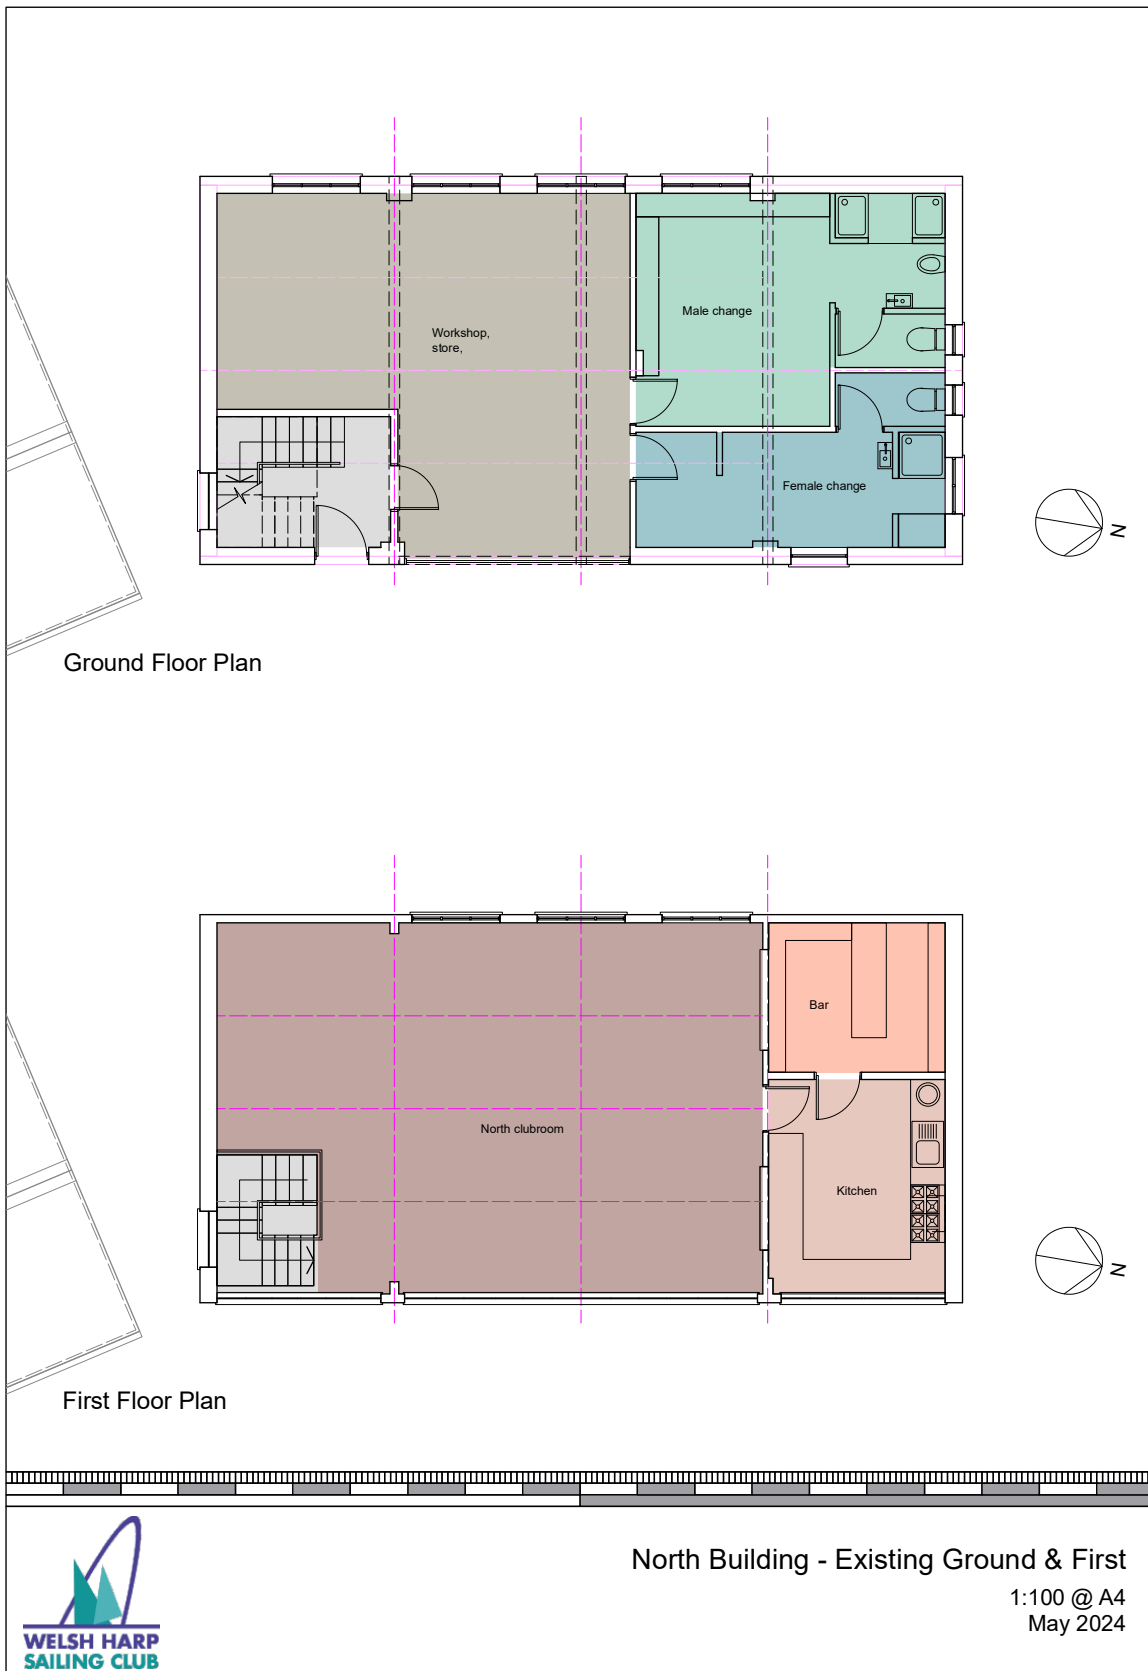 Workshop,
store,
Male change
Female change
N
Ground Floor Plan
Bar
North clubroom
Kitchen
N
First Floor Plan
North Building - Existing Ground & First
1:100 @ A4
May 2024
WELSH HARP
SAILING CLUB